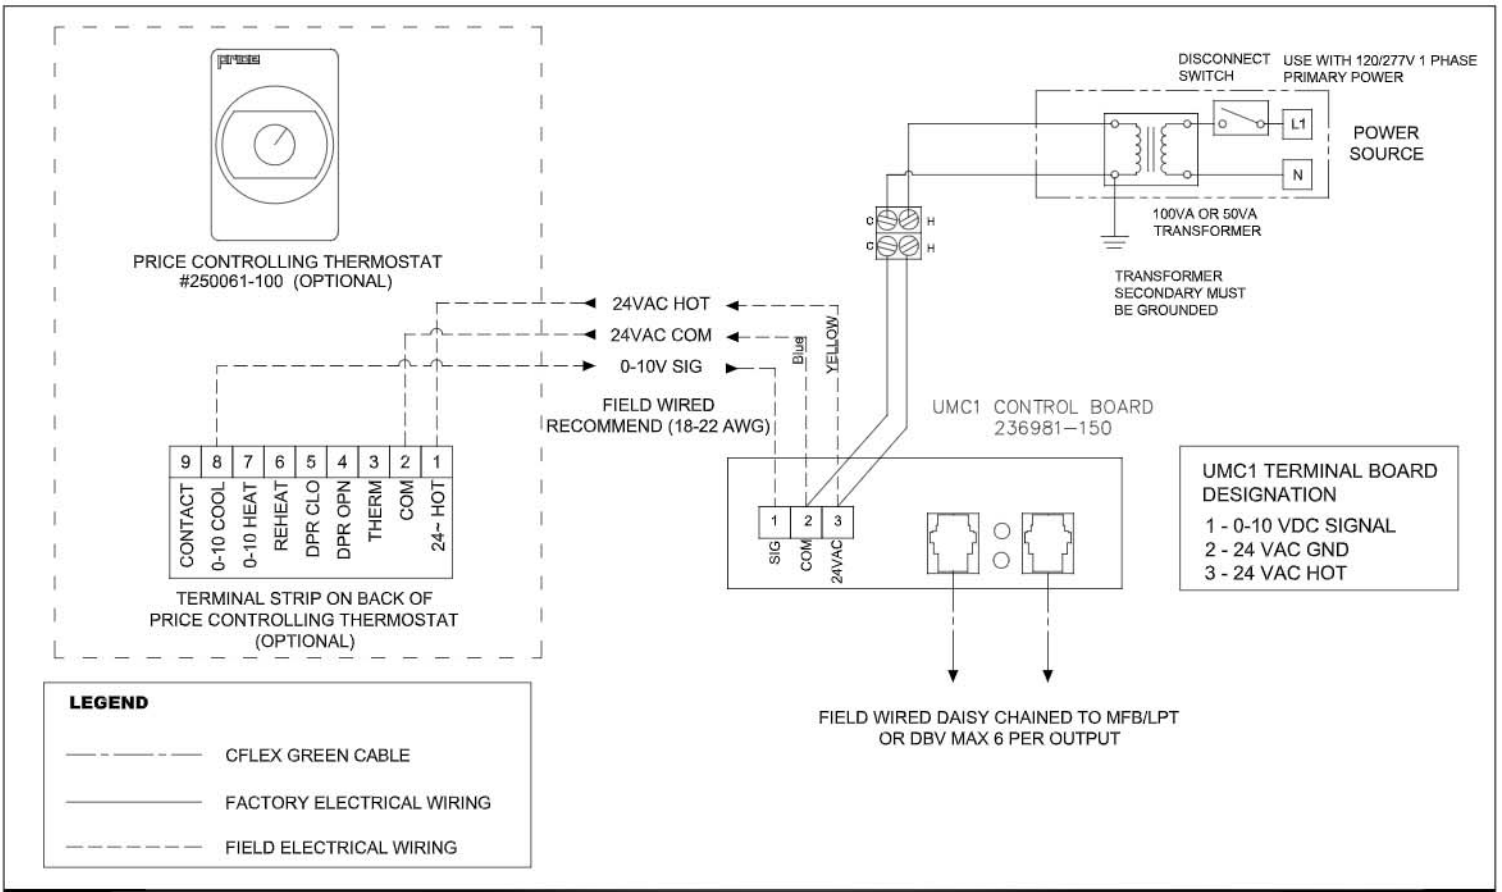 price
PRICE CONTROLLING THERMOSTAT
#250061-100 (OPTIONAL)
DISCONNECT
SWITCH
USE WITH 120/277V 1 PHASE
PRIMARY POWER
L1
N
POWER
SOURCE
100VA OR 50VA
TRANSFORMER
C
H
C
H
TRANSFORMER
SECONDARY MUST
BE GROUNDED
24VAC HOT
24VAC COM
0-10V SIG
Blue
YELLOW
FIELD WIRED
RECOMMEND (18-22 AWG)
UMC1 CONTROL BOARD
236981-150
9 8 7 6 5 4 3 2 1
CONTACT
0-10 COOL
0-10 HEAT
REHEAT
DPR CLO
DPR OPN
THERM
COM
24~ HOT
TERMINAL STRIP ON BACK OF
PRICE CONTROLLING THERMOSTAT
(OPTIONAL)
1 2 3
SIG
COM
24VAC
UMC1 TERMINAL BOARD
DESIGNATION
1 - 0-10 VDC SIGNAL
2 - 24 VAC GND
3 - 24 VAC HOT
FIELD WIRED DAISY CHAINED TO MFB/LPT
OR DBV MAX 6 PER OUTPUT
LEGEND
CFLEX GREEN CABLE
FACTORY ELECTRICAL WIRING
FIELD ELECTRICAL WIRING